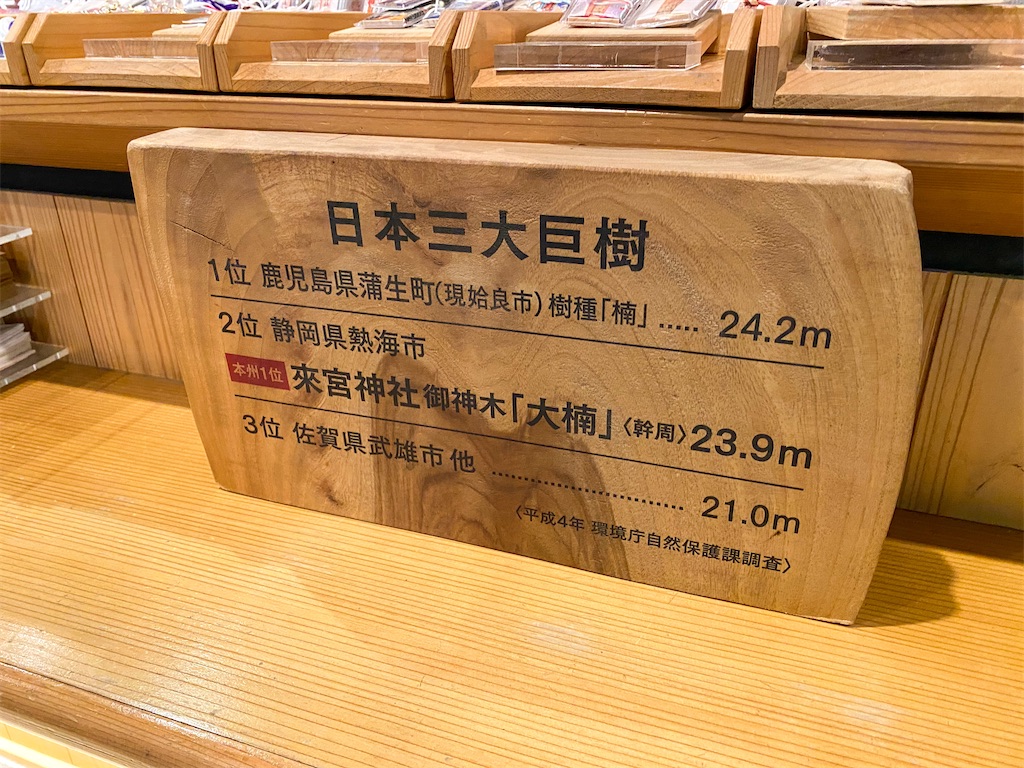 日本三大巨樹
1位 鹿児島県蒲生町(現姶良市)樹種「楠」…… 24.2m
2位 静岡県熱海市
本州1位 來宮神社御神木「大楠」〈幹周〉23.9m
3位 佐賀県武雄市 他 …………………… 21.0m
〈平成4年 環境庁自然保護課調査〉